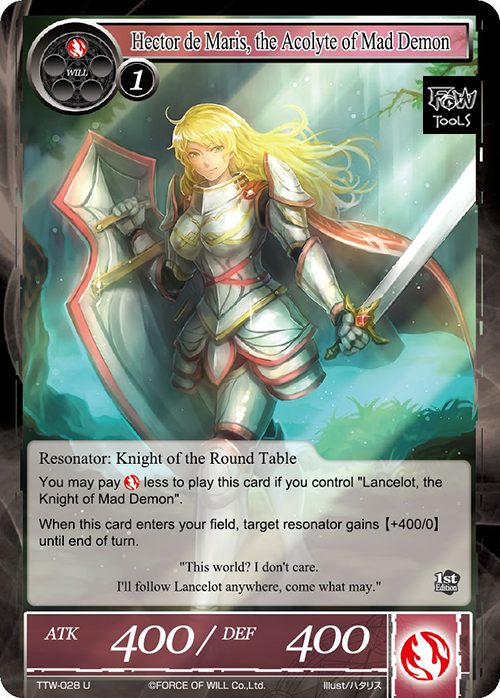 Hector de Maris, the Acolyte of Mad Demon
WILL
1
FOW
TOOLS
Resonator: Knight of the Round Table
You may pay less to play this card if you control "Lancelot, the
Knight of Mad Demon".
When this card enters your field, target resonator gains 【+400/0】
until end of turn.
"This world? I don't care.
I'll follow Lancelot anywhere, come what may."
1st
Edition
ATK 400 / DEF 400
TTW-028 U ©FORCE OF WILL Co.,Ltd. Illust/ハタリス